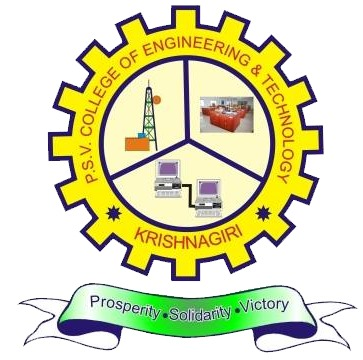 P.S.V. COLLEGE OF ENGINEERING & TECHNOLOGY
KRISHNAGIRI
Prosperity • Solidarity • Victory